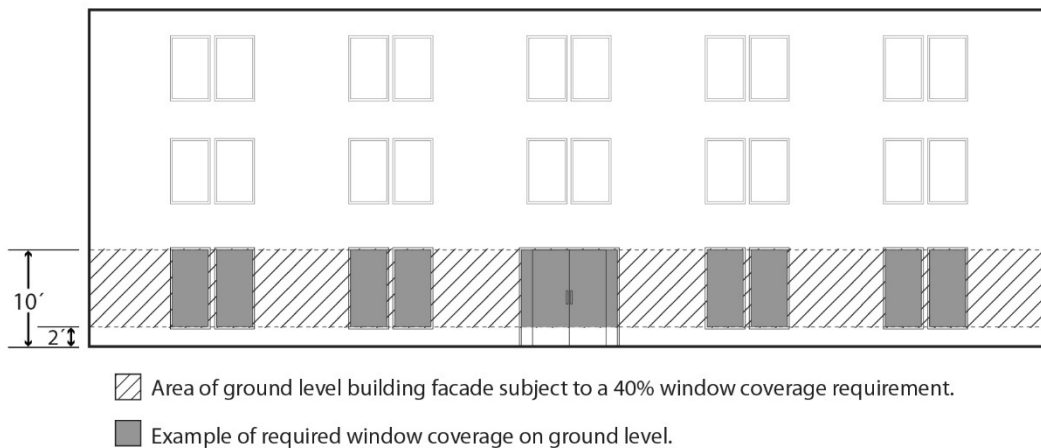 10´
2´
Area of ground level building facade subject to a 40% window coverage requirement.
Example of required window coverage on ground level.